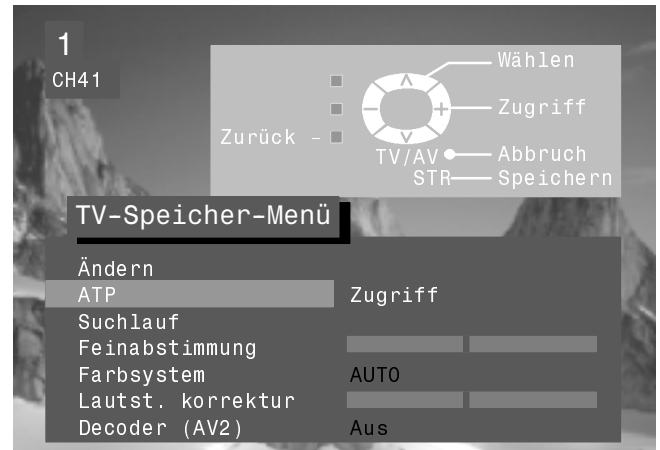 1
CH41
Wählen
Zugriff
Zurück –
TV/AV Abbruch
STR Speichern
TV–Speicher–Menü
Ändern
ATP Zugriff
Suchlauf
Feinabstimmung
Farbsystem AUTO
Lautst. korrektur
Decoder (AV2) Aus